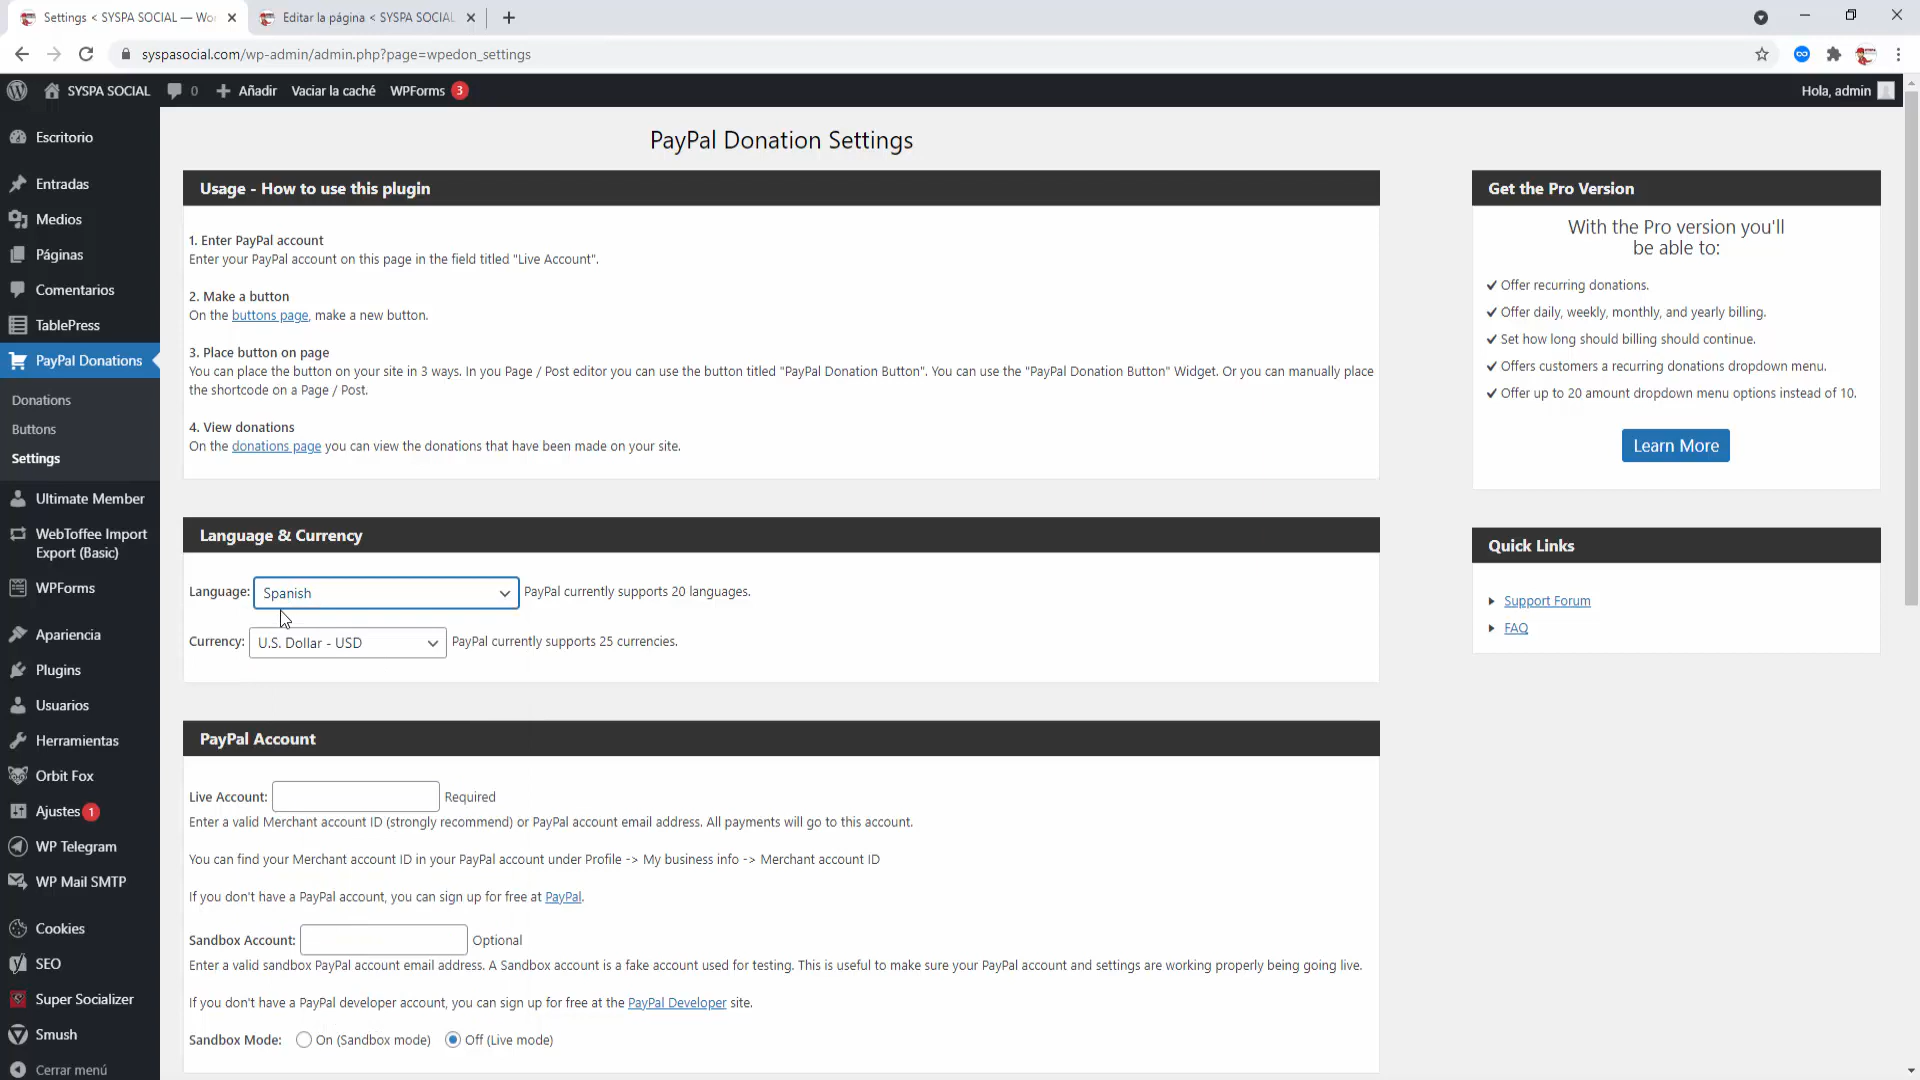 Settings < SYSPA SOCIAL — Wor
Editar la página < SYSPA SOCIAL
syspasocial.com/wp-admin/admin.php?page=wpedon_settings
SYSPA SOCIAL
0
Añadir
Vaciar la caché
WPForms
3
Hola, admin
Escritorio
Entradas
Medios
Páginas
Comentarios
TablePress
PayPal Donations
Donations
Buttons
Settings
Ultimate Member
WebToffee Import
Export (Basic)
WPForms
Apariencia
Plugins
Usuarios
Herramientas
Orbit Fox
Ajustes 1
WP Telegram
WP Mail SMTP
Cookies
SEO
Super Socializer
Smush
Cerrar menú
PayPal Donation Settings
Usage - How to use this plugin
1. Enter PayPal account
Enter your PayPal account on this page in the field titled "Live Account".
2. Make a button
On the buttons page, make a new button.
3. Place button on page
You can place the button on your site in 3 ways. In you Page / Post editor you can use the button titled "PayPal Donation Button". You can use the "PayPal Donation Button" Widget. Or you can manually place
the shortcode on a Page / Post.
4. View donations
On the donations page you can view the donations that have been made on your site.
Language & Currency
Language: Spanish PayPal currently supports 20 languages.
Currency: U.S. Dollar - USD PayPal currently supports 25 currencies.
PayPal Account
Live Account: Required
Enter a valid Merchant account ID (strongly recommend) or PayPal account email address. All payments will go to this account.
You can find your Merchant account ID in your PayPal account under Profile -> My business info -> Merchant account ID
If you don't have a PayPal account, you can sign up for free at PayPal.
Sandbox Account: Optional
Enter a valid sandbox PayPal account email address. A Sandbox account is a fake account used for testing. This is useful to make sure your PayPal account and settings are working properly being going live.
If you don't have a PayPal developer account, you can sign up for free at the PayPal Developer site.
Sandbox Mode: On (Sandbox mode) Off (Live mode)
Get the Pro Version
With the Pro version you'll
be able to:
✔ Offer recurring donations.
✔ Offer daily, weekly, monthly, and yearly billing.
✔ Set how long should billing should continue.
✔ Offers customers a recurring donations dropdown menu.
✔ Offer up to 20 amount dropdown menu options instead of 10.
Learn More
Quick Links
Support Forum
FAQ